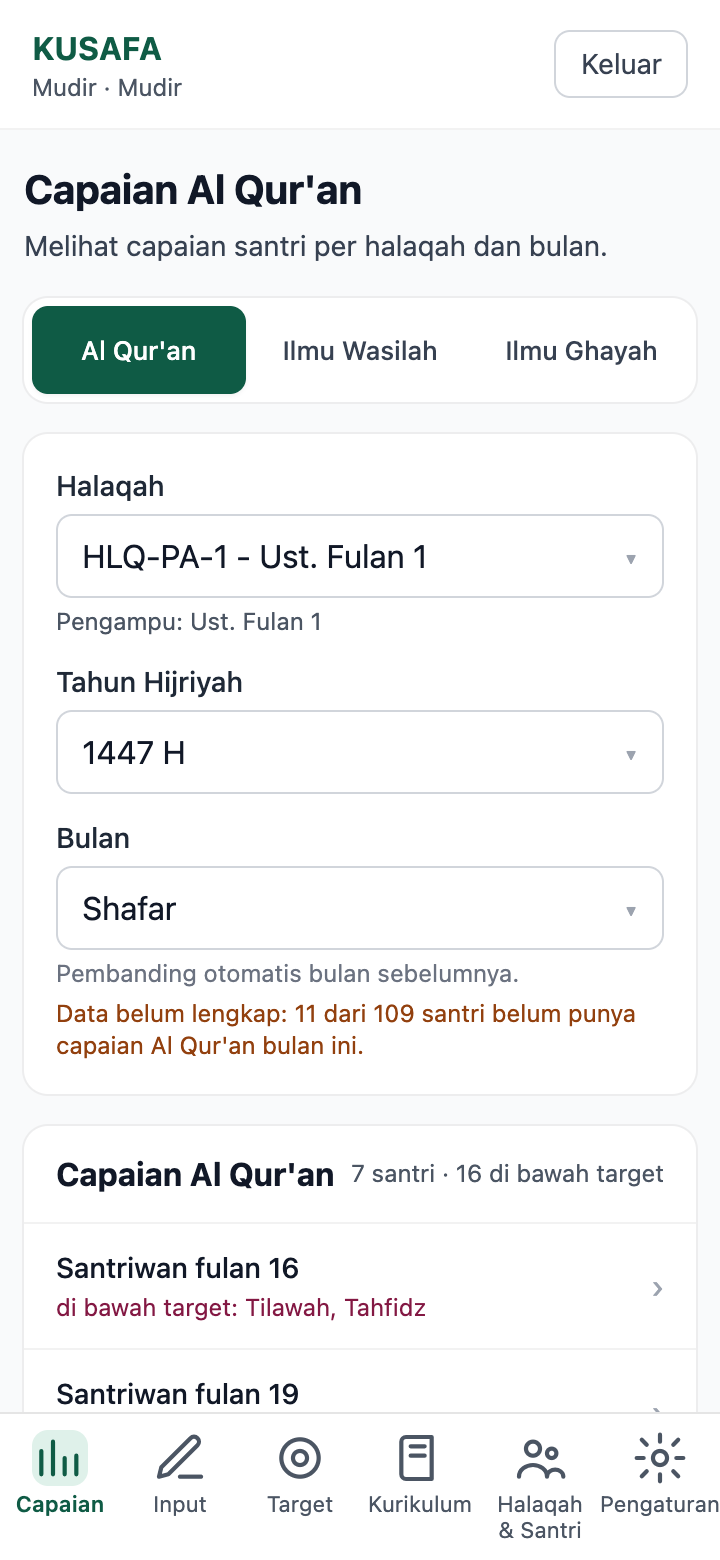 KUSAFA
Mudir · Mudir
Keluar
Capaian Al Qur'an
Melihat capaian santri per halaqah dan bulan.
Al Qur'an
Ilmu Wasilah
Ilmu Ghayah
Halaqah
HLQ-PA-1 - Ust. Fulan 1
Pengampu: Ust. Fulan 1
Tahun Hijriyah
1447 H
Bulan
Shafar
Pembanding otomatis bulan sebelumnya.
Data belum lengkap: 11 dari 109 santri belum punya
capaian Al Qur'an bulan ini.
Capaian Al Qur'an
7 santri · 16 di bawah target
Santriwan fulan 16
di bawah target: Tilawah, Tahfidz
Santriwan fulan 19
Capaian
Input
Target
Kurikulum
Halaqah
& Santri
Pengaturan